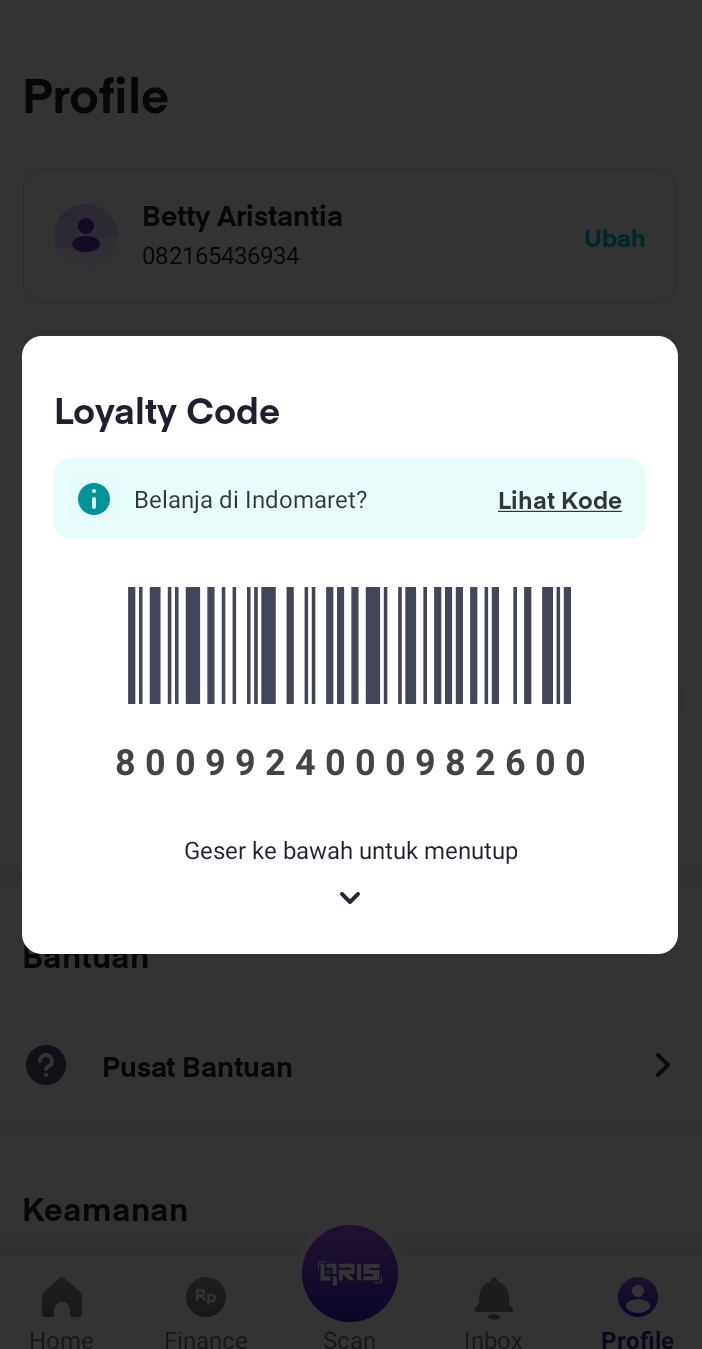 Profile
Betty Aristantia
082165436934
Ubah
Loyalty Code
Belanja di Indomaret?
Lihat Kode
8009924000982600
Geser ke bawah untuk menutup
Bantuan
Pusat Bantuan
Keamanan
QRIS
Rp
Home
Finance
Scan
Inbox
Profile